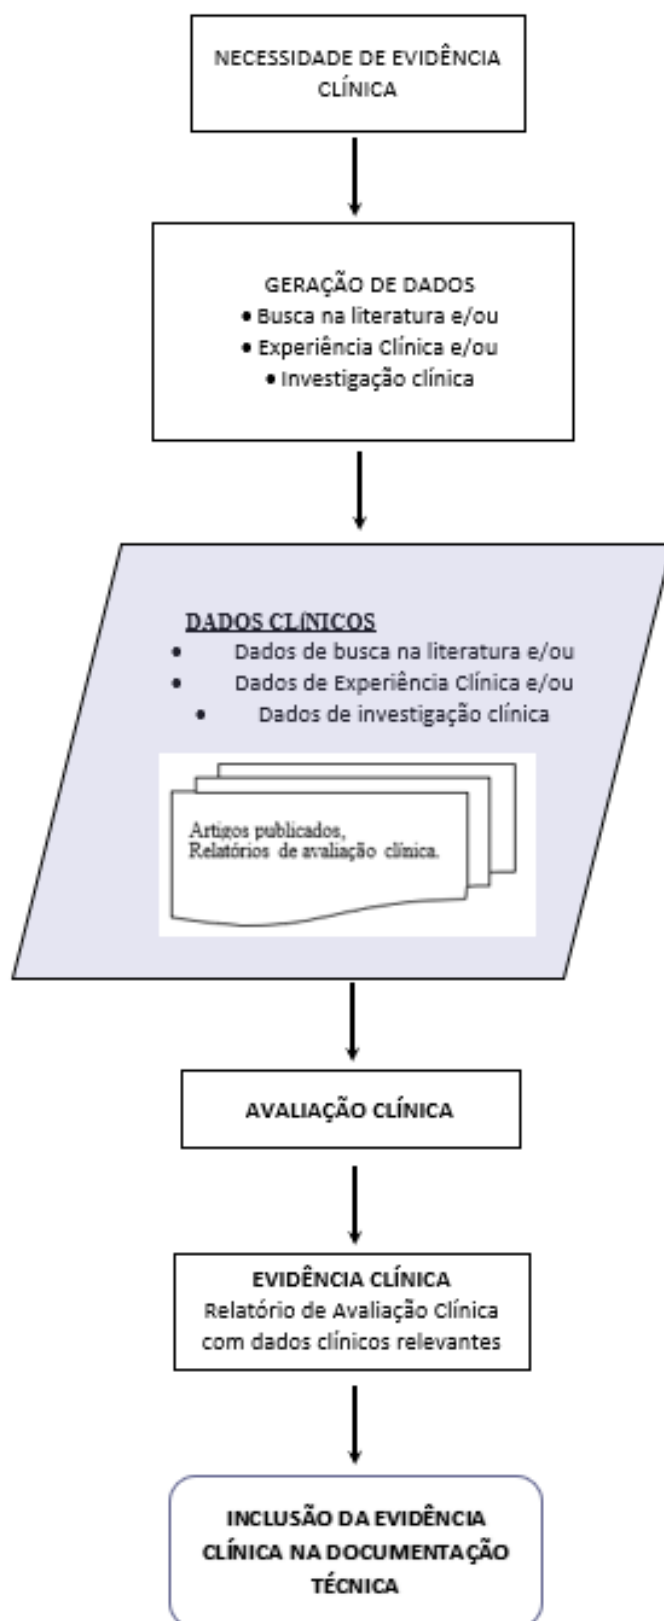 NECESSIDADE DE EVIDÊNCIA
CLÍNICA
GERAÇÃO DE DADOS
• Busca na literatura e/ou
• Experiência Clínica e/ou
• Investigação clínica
DADOS CLÍNICOS
• Dados de busca na literatura e/ou
• Dados de Experiência Clínica e/ou
• Dados de investigação clínica
Artigos publicados,
Relatórios de avaliação clínica.
AVALIAÇÃO CLÍNICA
EVIDÊNCIA CLÍNICA
Relatório de Avaliação Clínica
com dados clínicos relevantes
INCLUSÃO DA EVIDÊNCIA
CLÍNICA NA DOCUMENTAÇÃO
TÉCNICA